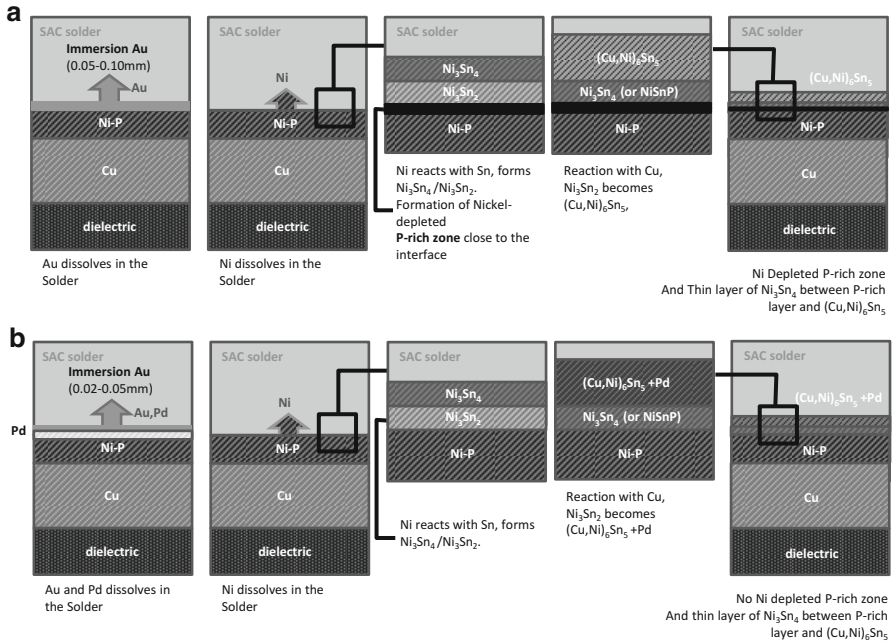 a
SAC solder
Immersion Au
(0.05-0.10mm)
Au
Ni-P
Cu
dielectric
Au dissolves in the
Solder
SAC solder
Ni
Ni-P
Cu
dielectric
Ni dissolves in the
Solder
SAC solder
Ni₃Sn₄
Ni₃Sn₂
Ni-P
Ni reacts with Sn, forms
Ni₃Sn₄/Ni₃Sn₂.
Formation of Nickel-
depleted
P-rich zone close to the
interface
(Cu,Ni)₆Sn₅
Ni₃Sn₄ (or NiSnP)
Ni-P
Reaction with Cu,
Ni₃Sn₂ becomes
(Cu,Ni)₆Sn₅,
SAC solder
(Cu,Ni)₆Sn₅
Ni-P
Cu
dielectric
Ni Depleted P-rich zone
And Thin layer of Ni₃Sn₄ between P-rich
layer and (Cu,Ni)₆Sn₅
b
SAC solder
Immersion Au
(0.02-0.05mm)
Au,Pd
Pd
Ni-P
Cu
dielectric
Au and Pd dissolves in
the Solder
SAC solder
Ni
Ni-P
Cu
dielectric
Ni dissolves in the
Solder
SAC solder
Ni₃Sn₄
Ni₃Sn₂
Ni-P
Ni reacts with Sn, forms
Ni₃Sn₄/Ni₃Sn₂.
(Cu,Ni)₆Sn₅ +Pd
Ni₃Sn₄ (or NiSnP)
Ni-P
Reaction with Cu,
Ni₃Sn₂ becomes
(Cu,Ni)₆Sn₅ +Pd
SAC solder
(Cu,Ni)₆Sn₅ +Pd
Ni-P
Cu
dielectric
No Ni depleted P-rich zone
And thin layer of Ni₃Sn₄ between P-rich
layer and (Cu,Ni)₆Sn₅